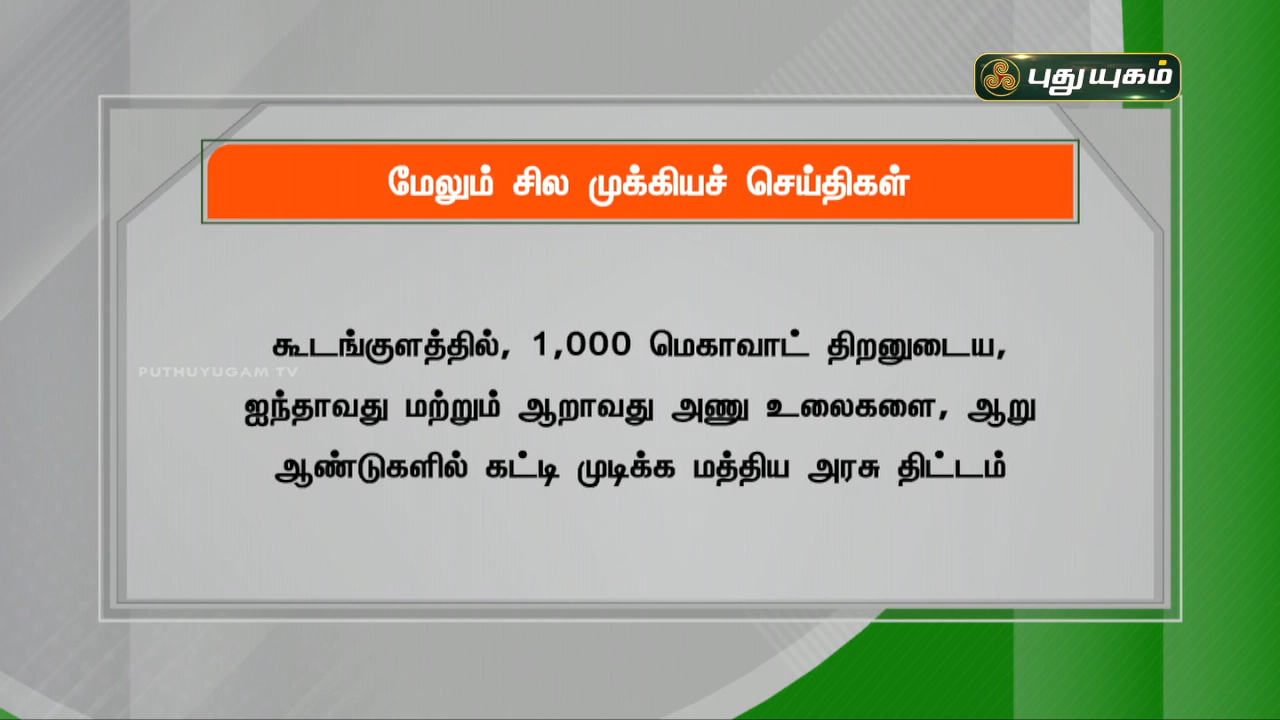 புதுயுகம்
மேலும் சில முக்கியச் செய்திகள்
கூடங்குளத்தில், 1,000 மெகாவாட் திறனுடைய,
PUTHUYUGAM TV
ஐந்தாவது மற்றும் ஆறாவது அணு உலைகளை, ஆறு
ஆண்டுகளில் கட்டி முடிக்க மத்திய அரசு திட்டம்